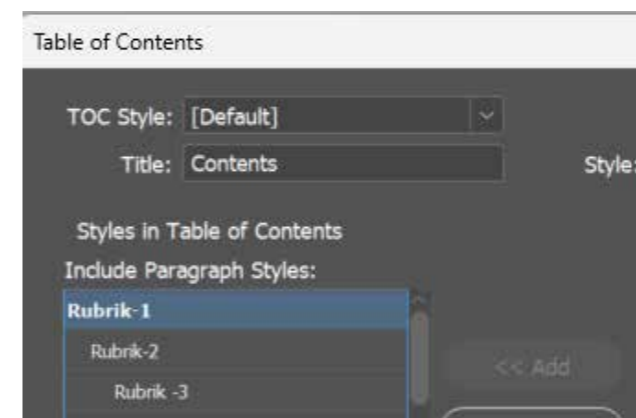 Table of Contents
TOC Style: [Default]
Title: Contents Style:
Styles in Table of Contents
Include Paragraph Styles:
Rubrik-1
Rubrik-2
<< Add
Rubrik -3